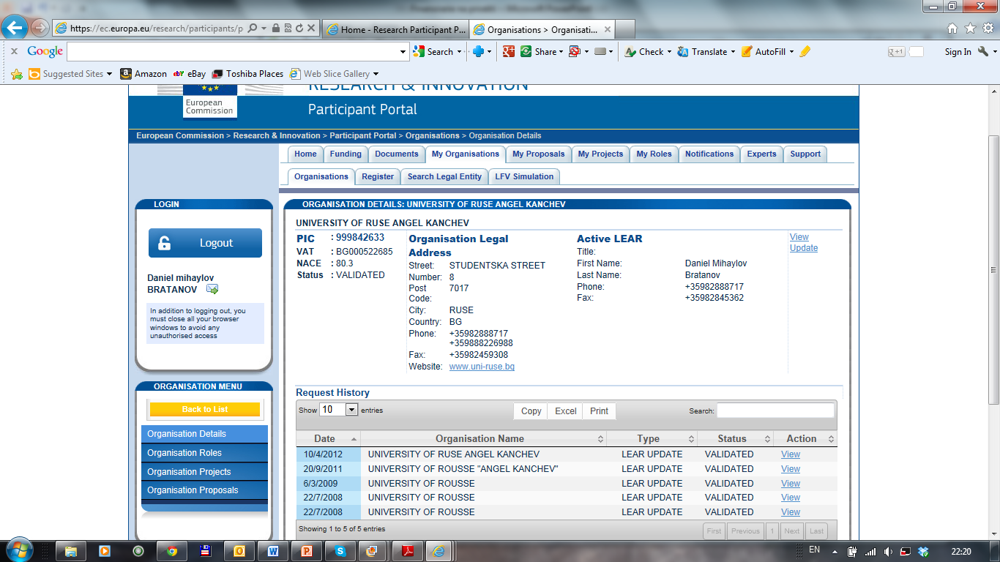 https://ec.europa.eu/research/participants/p
Home - Research Participant P...
Organisations > Organisati...
x Google Search Share Check Translate AutoFill g +1 Sign In
Suggested Sites Amazon ebY eBay Toshiba Places Web Slice Gallery
RESEARCH & INNOVATION
European
Commission
Participant Portal
European Commission > Research & Innovation > Participant Portal > Organisations > Organisation Details
Home Funding Documents My Organisations My Proposals My Projects My Roles Notifications Experts Support
Organisations Register Search Legal Entity LFV Simulation
LOGIN
Logout
Daniel mihaylov
BRATANOV
In addition to logging out, you
must close all your browser
windows to avoid any
unauthorised access
ORGANISATION MENU
Back to List
Organisation Details
Organisation Roles
Organisation Projects
Organisation Proposals
ORGANISATION DETAILS: UNIVERSITY OF RUSE ANGEL KANCHEV
UNIVERSITY OF RUSE ANGEL KANCHEV
PIC : 999842633
VAT : BG000522685
NACE : 80.3
Status : VALIDATED
Organisation Legal
Address
Street: STUDENTSKA STREET
Number: 8
Post 7017
Code:
City: RUSE
Country: BG
Phone: +35982888717
+359888226988
Fax: +35982459308
Website: www.uni-ruse.bg
Active LEAR
Title:
First Name: Daniel Mihaylov
Last Name: Bratanov
Phone: +35982888717
Fax: +35982845362
View
Update
Request History
Show 10 entries Copy Excel Print Search:
Date Organisation Name Type Status Action
10/4/2012 UNIVERSITY OF RUSE ANGEL KANCHEV LEAR UPDATE VALIDATED View
20/9/2011 UNIVERSITY OF ROUSSE "ANGEL KANCHEV" LEAR UPDATE VALIDATED View
6/3/2009 UNIVERSITY OF ROUSSE LEAR UPDATE VALIDATED View
22/7/2008 UNIVERSITY OF ROUSSE LEAR UPDATE VALIDATED View
22/7/2008 UNIVERSITY OF ROUSSE LEAR UPDATE VALIDATED View
Showing 1 to 5 of 5 entries First Previous 1 Next Last
EN 22:20